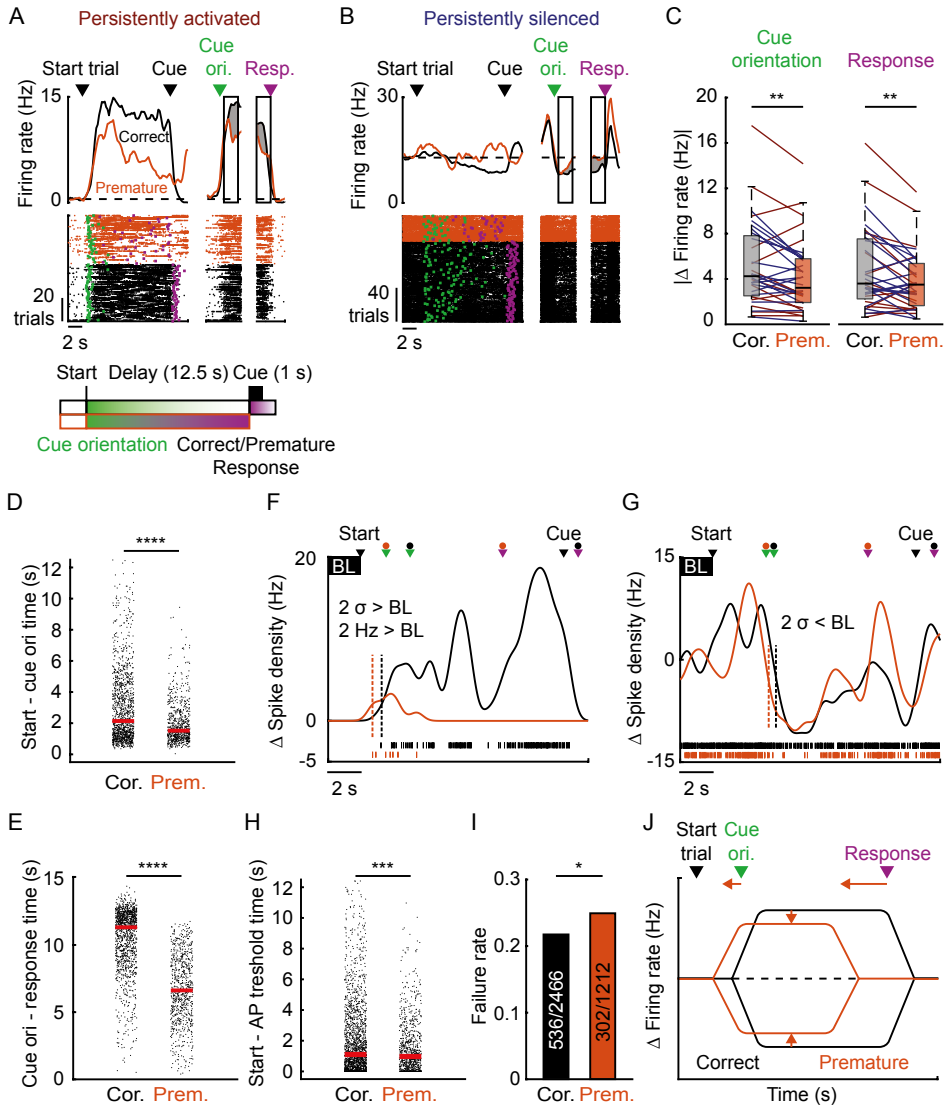 A
Persistently activated
Start trial
Cue
Cue
ori.
Resp.
Firing rate (Hz)
15
0
Correct
Premature
20
trials
2 s
Start
Delay (12.5 s)
Cue (1 s)
Cue orientation
Correct/Premature
Response
B
Persistently silenced
Start trial
Cue
Cue
ori.
Resp.
Firing rate (Hz)
30
0
40
trials
2 s
C
Cue
orientation
Response
**
**
|Δ Firing rate (Hz)|
20
16
12
8
4
0
Cor. Prem.
Cor. Prem.
D
****
Start - cue ori time (s)
12
10
8
6
4
2
0
Cor. Prem.
F
Start
Cue
BL
20
10
0
-5
Δ Spike density (Hz)
2 σ > BL
2 Hz > BL
2 s
G
Start
Cue
BL
15
0
-15
Δ Spike density (Hz)
2 σ < BL
2 s
E
****
Cue ori - response time (s)
15
10
5
0
Cor. Prem.
H
***
Start - AP treshold time (s)
12
10
8
6
4
2
0
Cor. Prem.
I
*
Failure rate
0.3
0.2
0.1
0
536/2466
302/1212
Cor. Prem.
J
Start
trial
Cue
ori.
Response
Δ Firing rate (Hz)
Correct
Premature
Time (s)